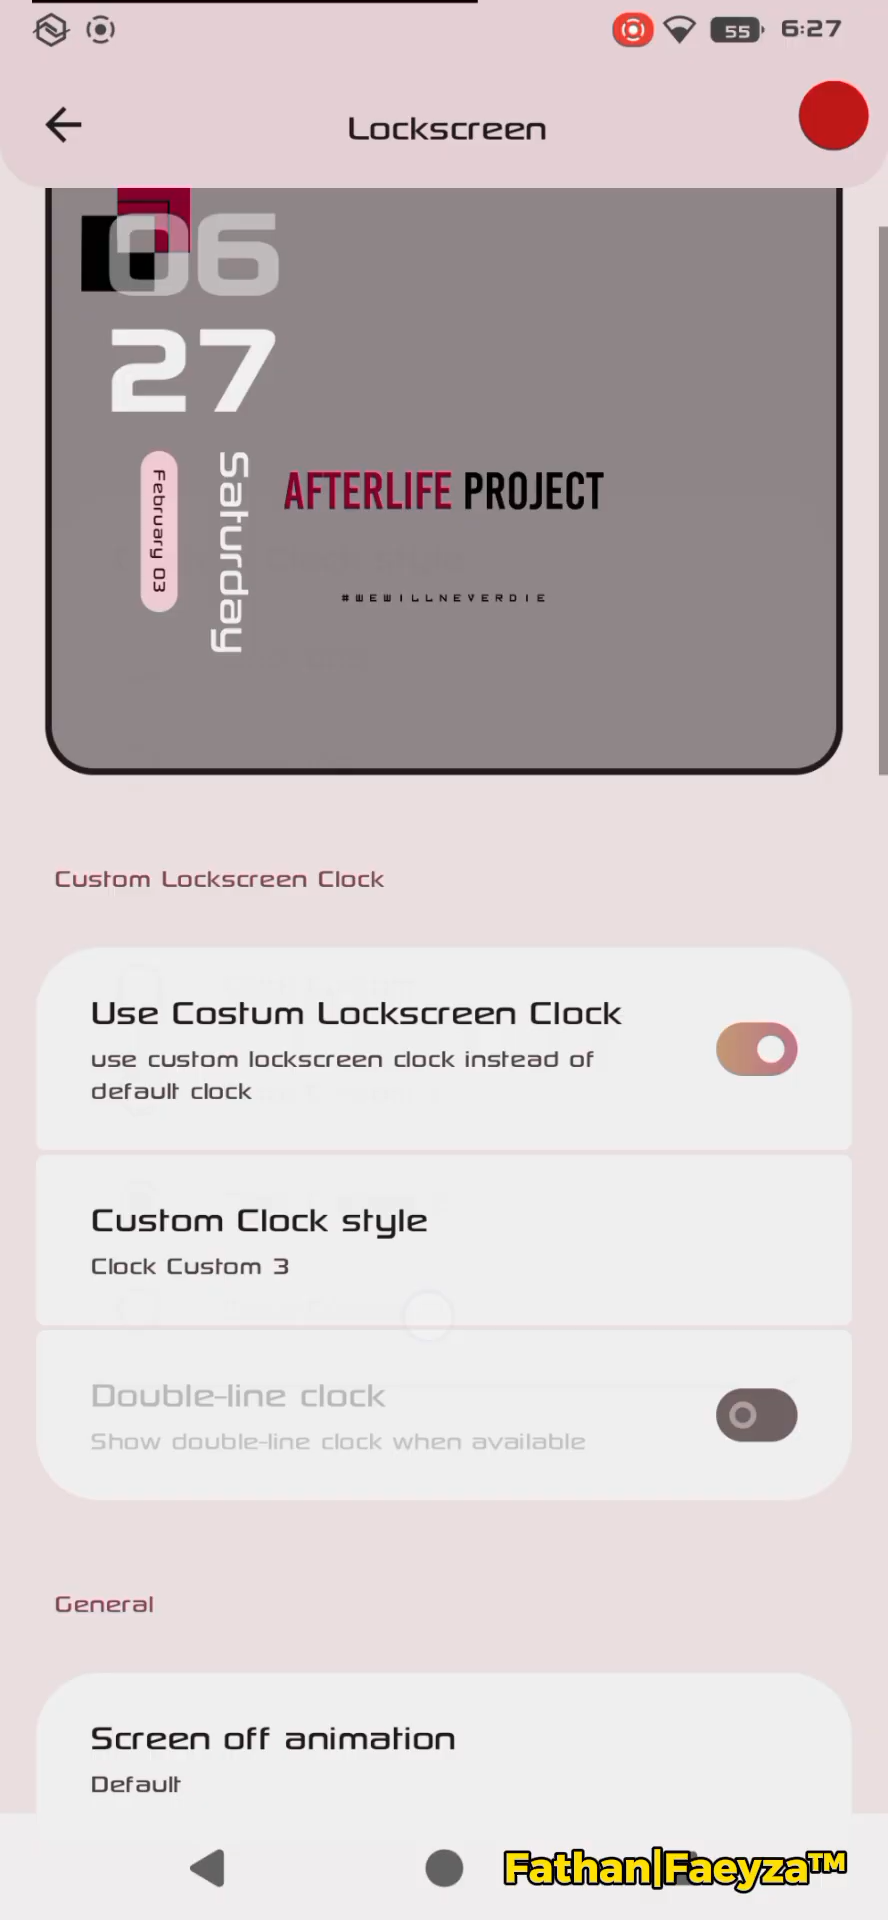 55 6:27
Lockscreen
06
27
February 03
Saturday
AFTERLIFE PROJECT
#WEWILLNEVERDIE
Custom Lockscreen Clock
Use Costum Lockscreen Clock
use custom lockscreen clock instead of
default clock
Custom Clock style
Clock Custom 3
Double-line clock
Show double-line clock when available
General
Screen off animation
Default
Fathan|Faeyza™